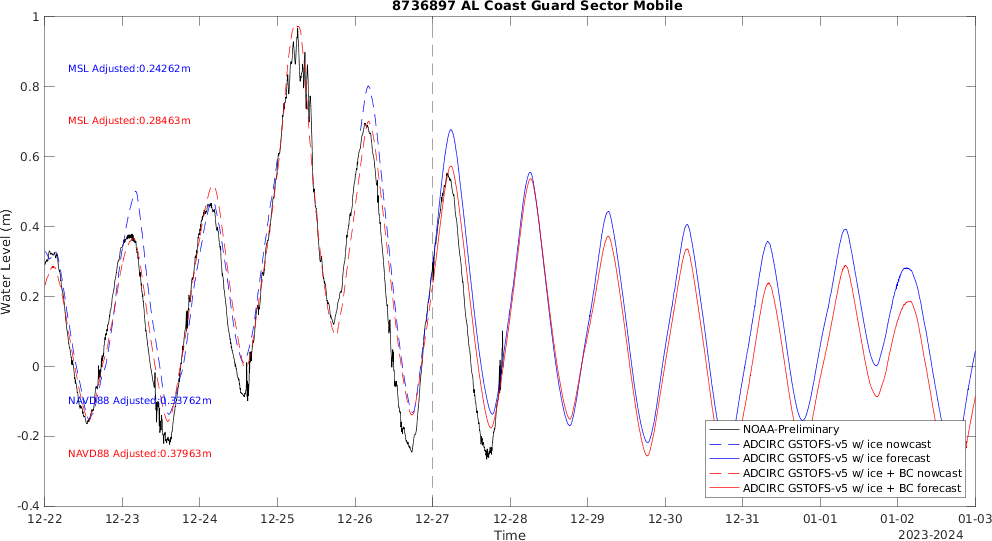 8736897 AL Coast Guard Sector Mobile
1
0.8
0.6
0.4
0.2
0
-0.2
-0.4
Water Level (m)
MSL Adjusted:0.24262m
MSL Adjusted:0.28463m
NAVD88 Adjusted:0.33762m
NAVD88 Adjusted:0.37963m
NOAA-Preliminary
ADCIRC GSTOFS-v5 w/ ice nowcast
ADCIRC GSTOFS-v5 w/ ice forecast
ADCIRC GSTOFS-v5 w/ ice + BC nowcast
ADCIRC GSTOFS-v5 w/ ice + BC forecast
12-22 12-23 12-24 12-25 12-26 12-27 12-28 12-29 12-30 12-31 01-01 01-02 01-03
Time
2023-2024